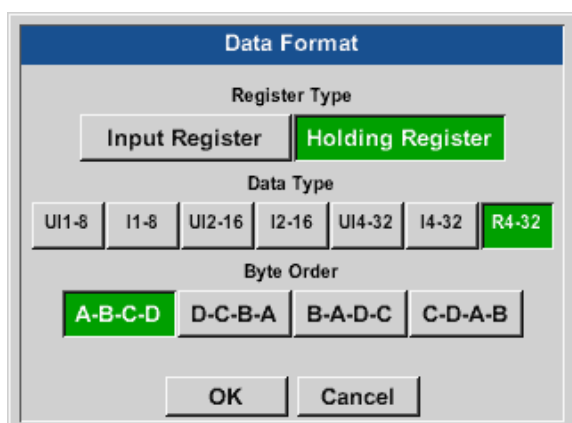 Data Format
Register Type
Input Register Holding Register
Data Type
UI1-8 I1-8 UI2-16 I2-16 UI4-32 I4-32 R4-32
Byte Order
A-B-C-D D-C-B-A B-A-D-C C-D-A-B
OK Cancel